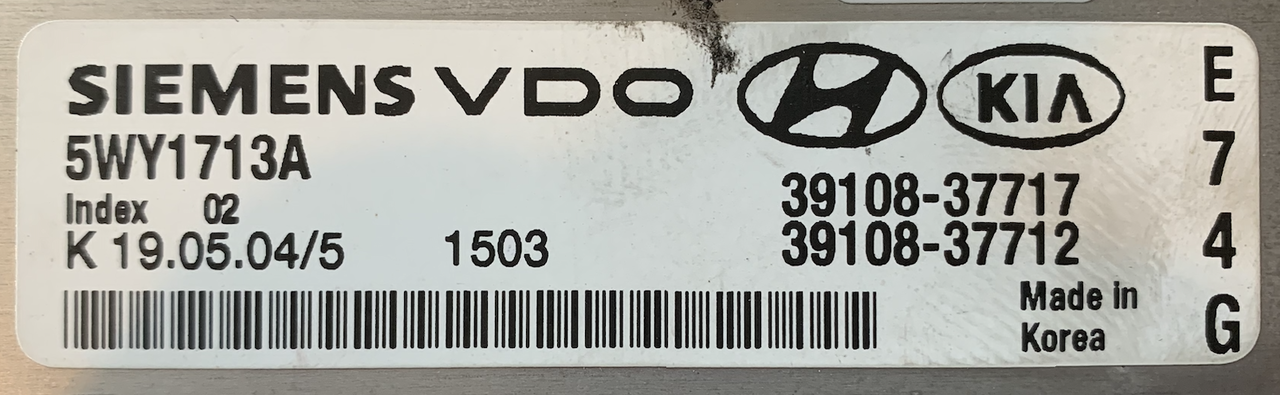 SIEMENS VDO KIA
5WY1713A
Index 02
K 19.05.04/5 1503
39108-37717
39108-37712
Made in
Korea
E
7
4
G